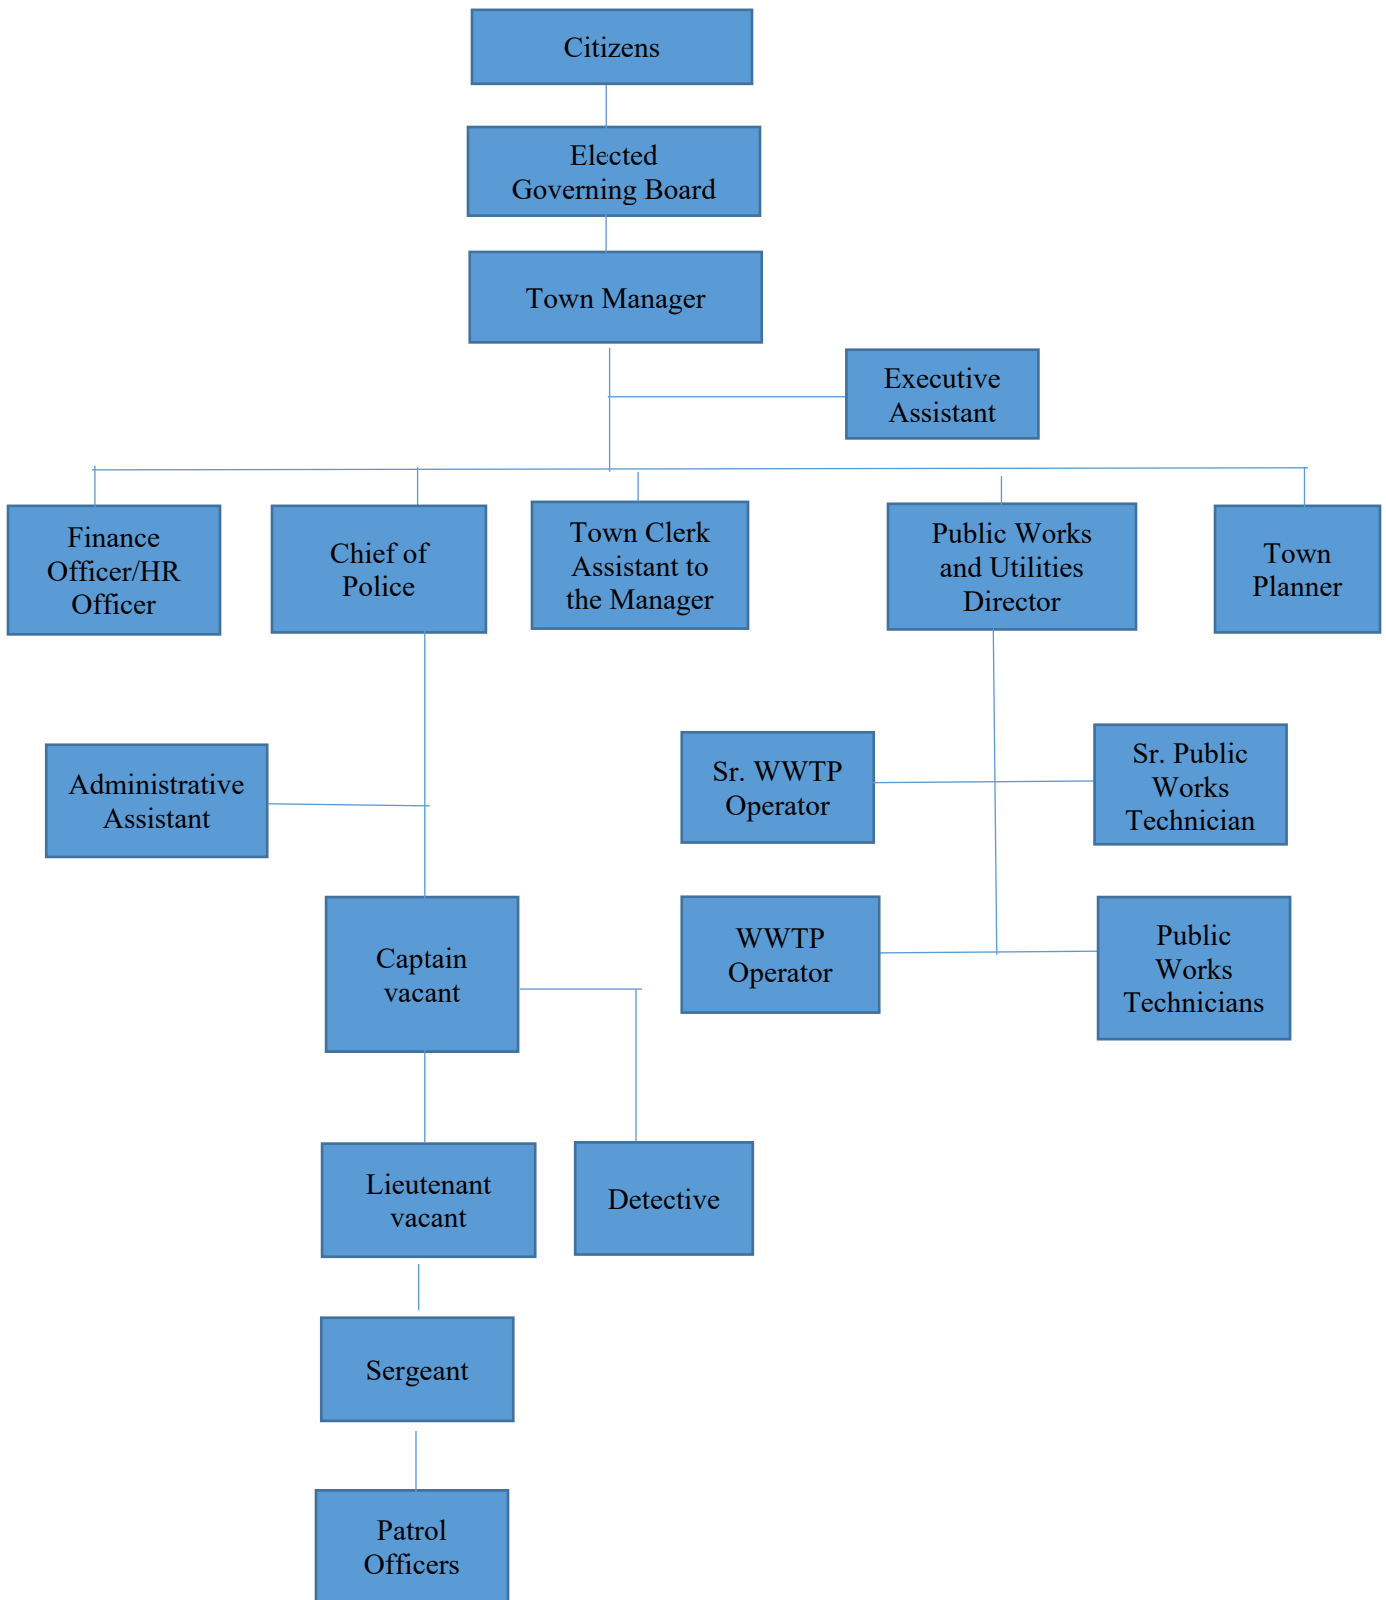 Citizens
Elected
Governing Board
Town Manager
Executive
Assistant
Finance
Officer/HR
Officer
Chief of
Police
Town Clerk
Assistant to
the Manager
Public Works
and Utilities
Director
Town
Planner
Administrative
Assistant
Sr. WWTP
Operator
Sr. Public
Works
Technician
Captain
vacant
WWTP
Operator
Public
Works
Technicians
Lieutenant
vacant
Detective
Sergeant
Patrol
Officers